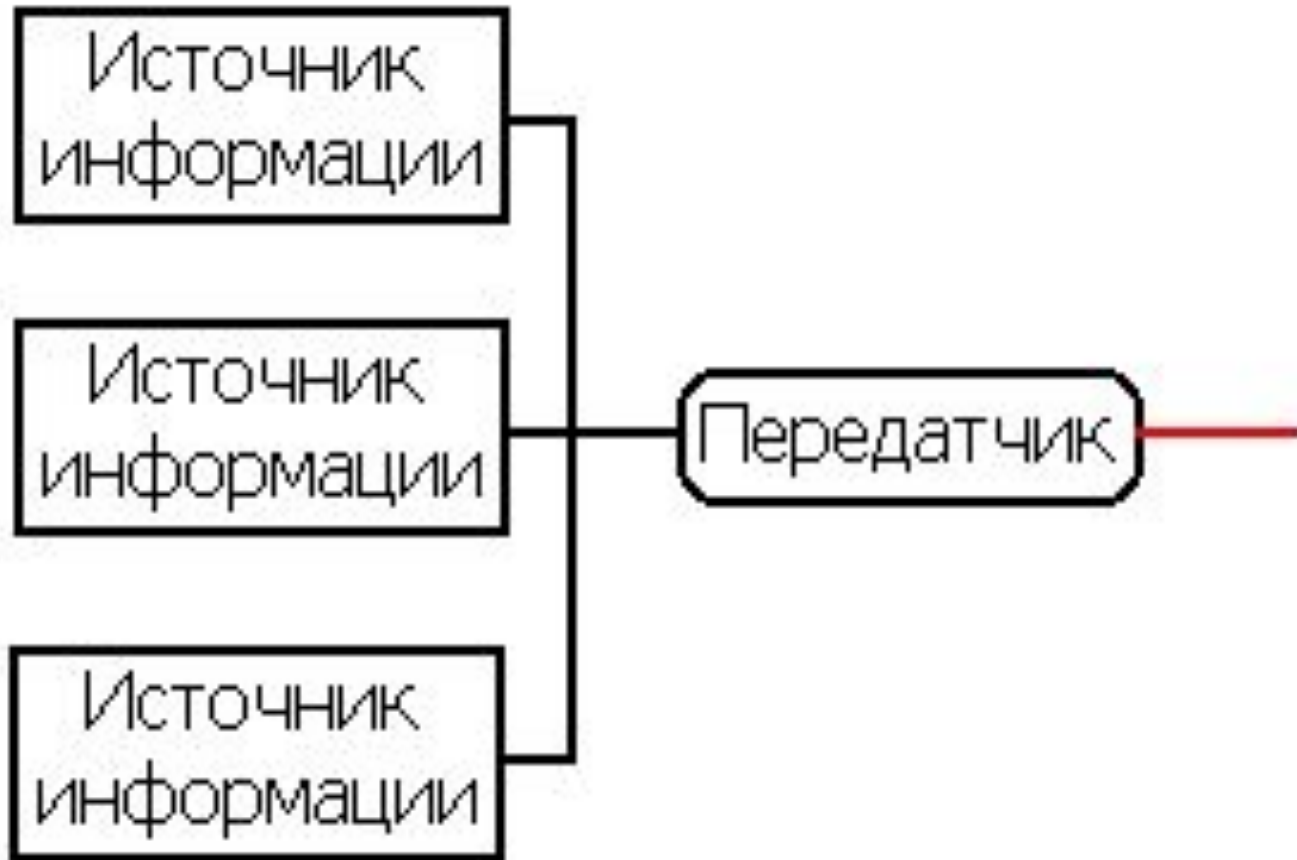 Источник
информации
Источник
информации
Передатчик
Источник
информации